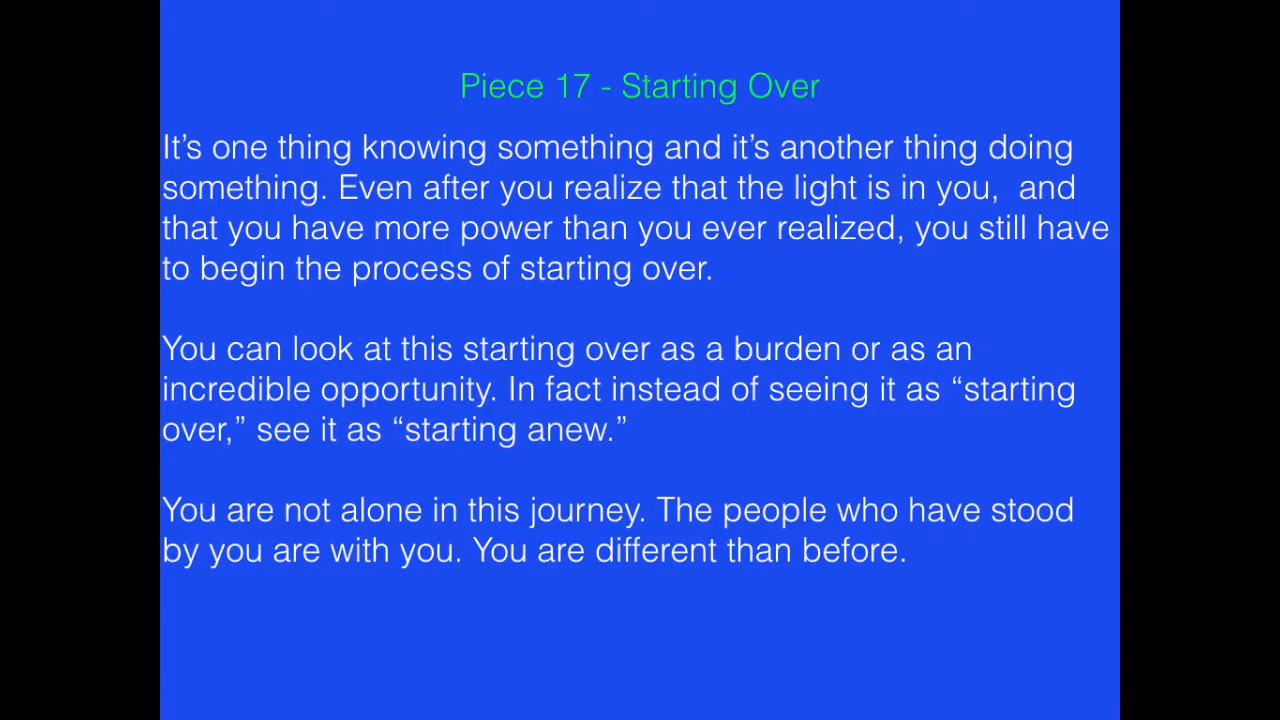 Piece 17 - Starting Over
It’s one thing knowing something and it’s another thing doing
something. Even after you realize that the light is in you,  and
that you have more power than you ever realized, you still have
to begin the process of starting over.
You can look at this starting over as a burden or as an
incredible opportunity. In fact instead of seeing it as “starting
over,” see it as “starting anew.”
You are not alone in this journey. The people who have stood
by you are with you. You are different than before.